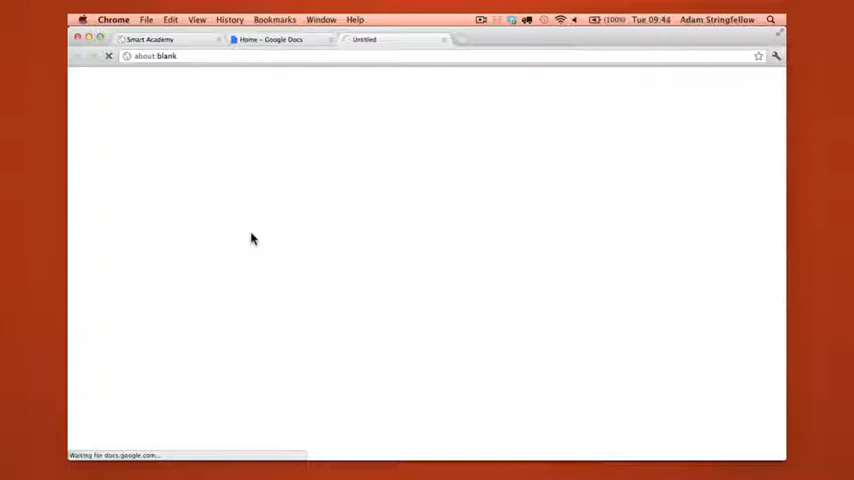 Chrome File Edit View History Bookmarks Window Help (100%) Tue 09:43 Adam Stringfellow
Smart Academy Home – Google Docs Untitled
about:blank
Waiting for docs.google.com...